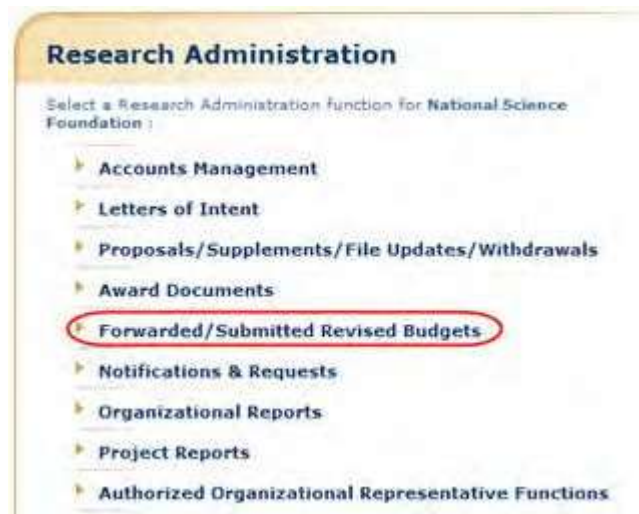 Research Administration
Select a Research Administration function for National Science
Foundation :
Accounts Management
Letters of Intent
Proposals/Supplements/File Updates/Withdrawals
Award Documents
Forwarded/Submitted Revised Budgets
Notifications & Requests
Organizational Reports
Project Reports
Authorized Organizational Representative Functions